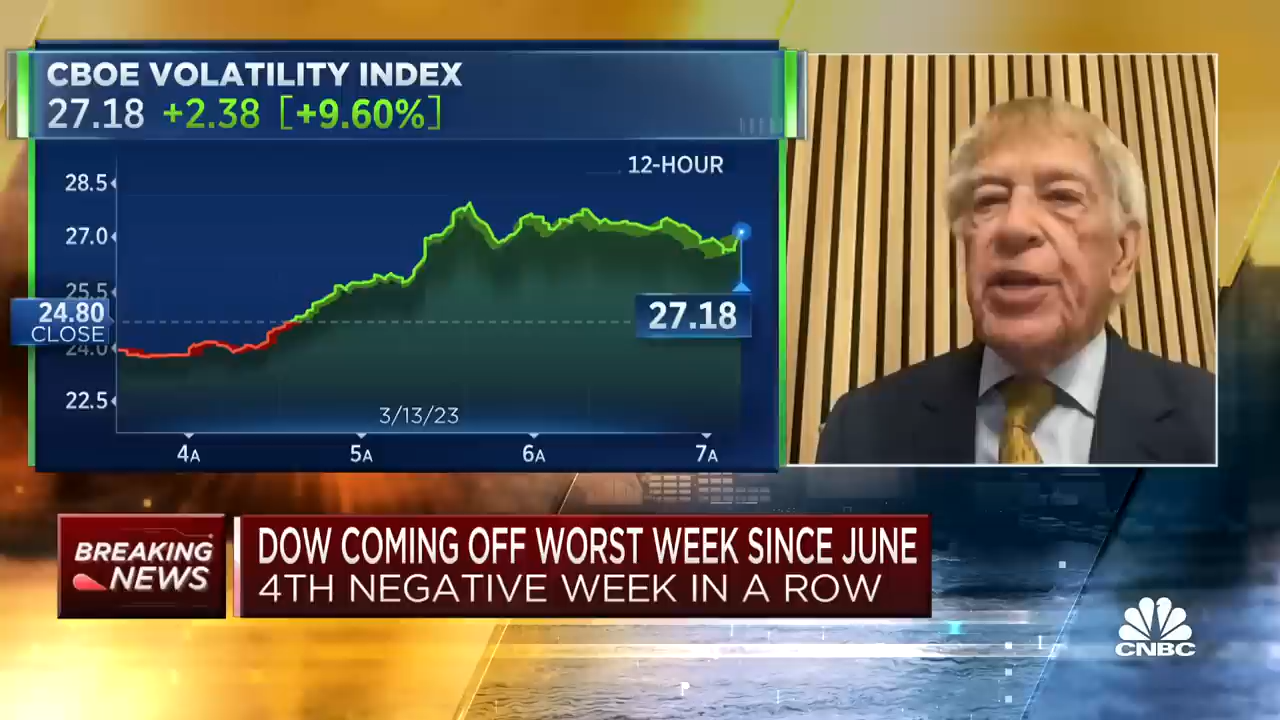 CBOE VOLATILITY INDEX
27.18 +2.38 [+9.60%]
12-HOUR
28.5
27.0
25.5
24.80
CLOSE
24.0
22.5
27.18
3/13/23
4A 5A 6A 7A
BREAKING
NEWS
DOW COMING OFF WORST WEEK SINCE JUNE
4TH NEGATIVE WEEK IN A ROW
CNBC